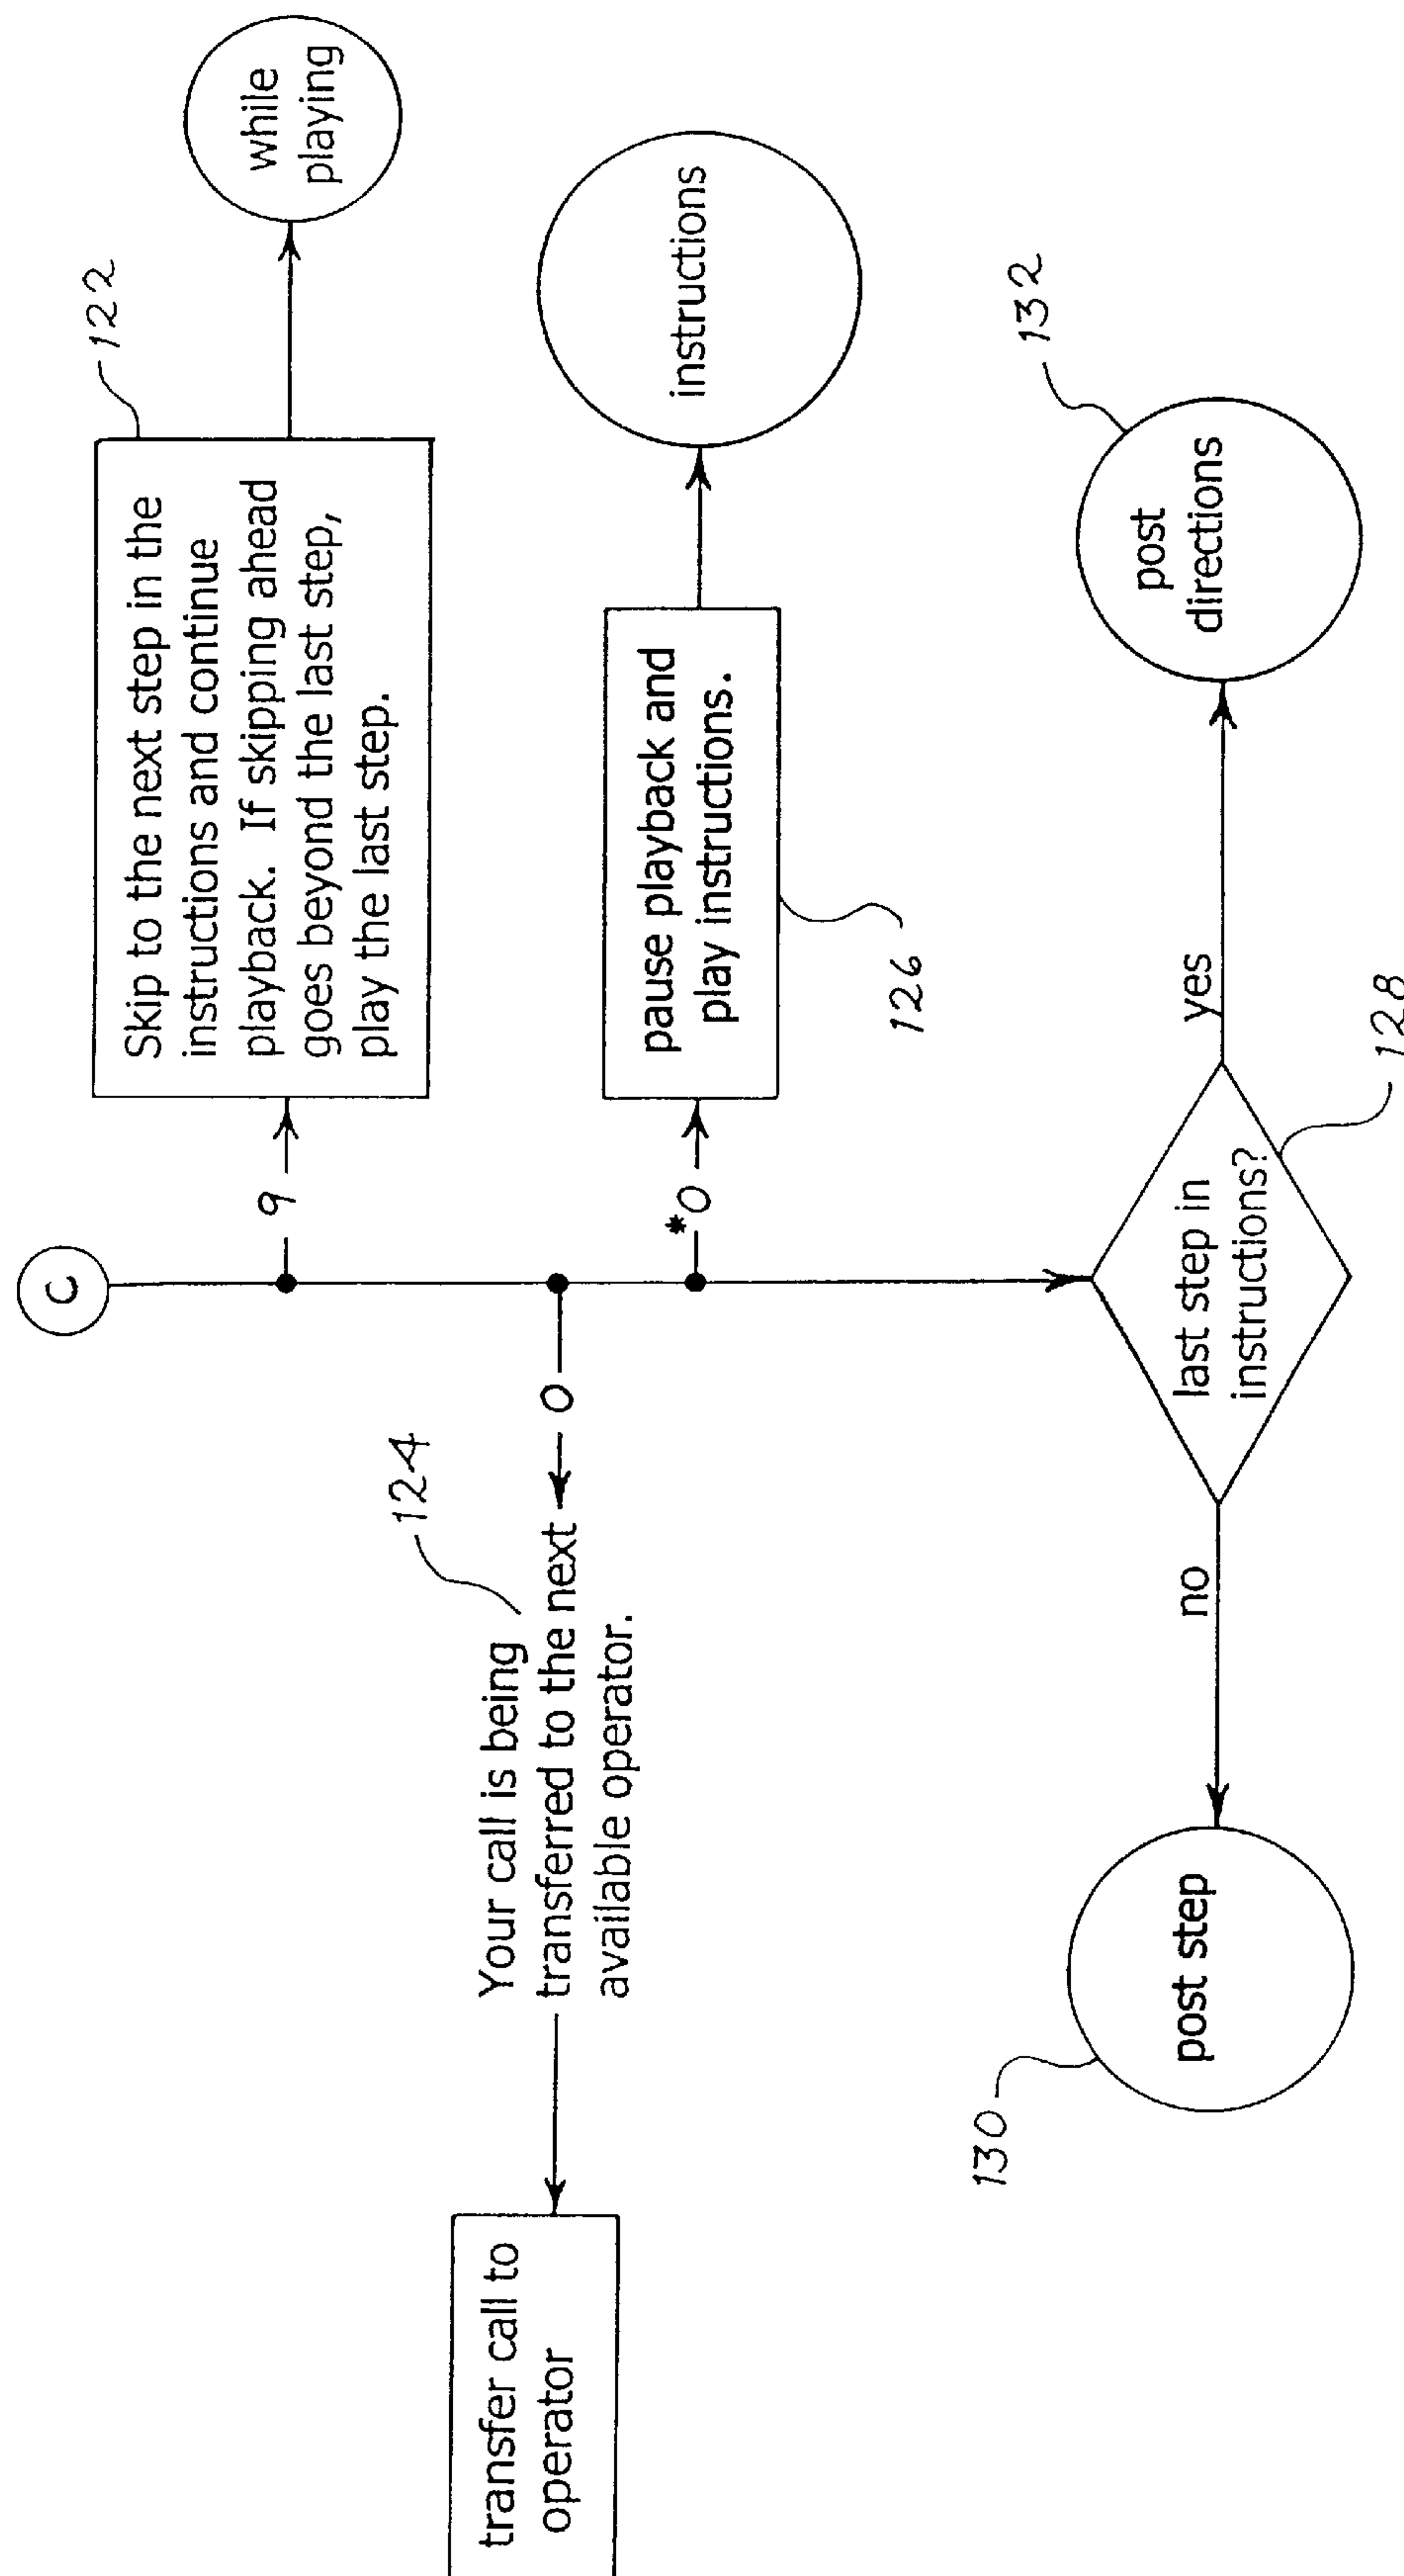 C
9
Skip to the next step in the
instructions and continue
playback. If skipping ahead
goes beyond the last step,
play the last step.
122
while
playing
0
124
Your call is being
transferred to the next
available operator.
transfer call to
operator
*0
pause playback and
play instructions.
126
instructions
last step in
instructions?
128
yes
132
post
directions
no
130
post step